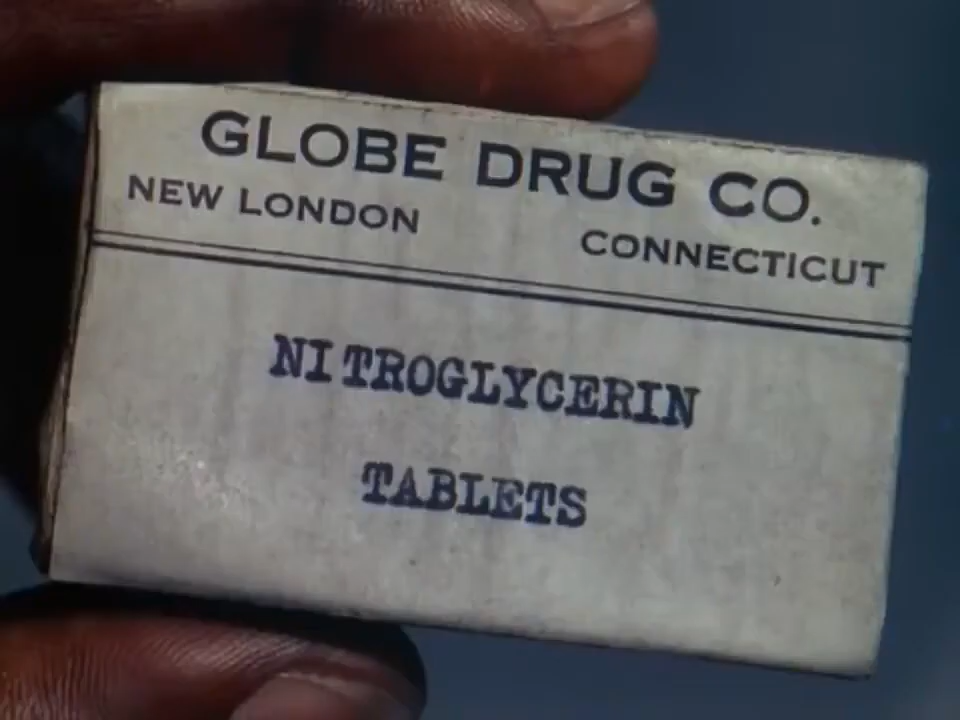 GLOBE DRUG CO.
NEW LONDON CONNECTICUT
NITROGLYCERIN
TABLETS